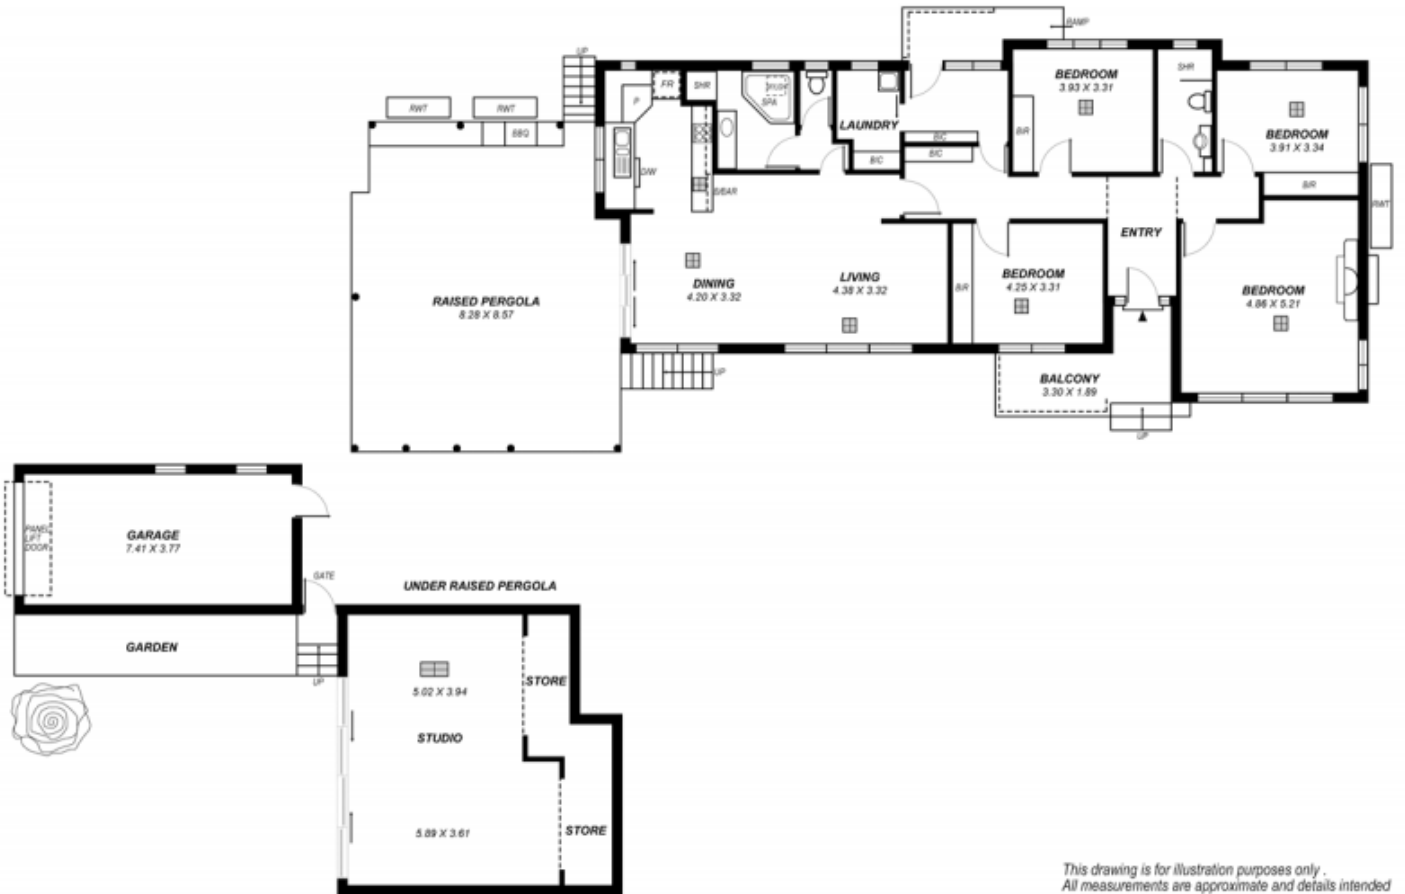 UP
RAMP
BEDROOM
3.93 X 3.31
SHR
FR
SHR
P
SPA
RWT
RWT
BBQ
LAUNDRY
B/C
B/C
B/C
B/R
BEDROOM
3.91 X 3.34
B/R
D/W
B/BAR
RWT
ENTRY
DINING
4.20 X 3.32
LIVING
4.38 X 3.32
B/R
BEDROOM
4.25 X 3.31
BEDROOM
4.86 X 5.21
RAISED PERGOLA
8.28 X 8.57
UP
BALCONY
3.30 X 1.89
UP
PANEL
LIFT
DOOR
GARAGE
7.41 X 3.77
GATE
UNDER RAISED PERGOLA
GARDEN
UP
5.02 X 3.94
STORE
STUDIO
5.89 X 3.61
STORE
This drawing is for illustration purposes only .
All measurements are approximate and details intended